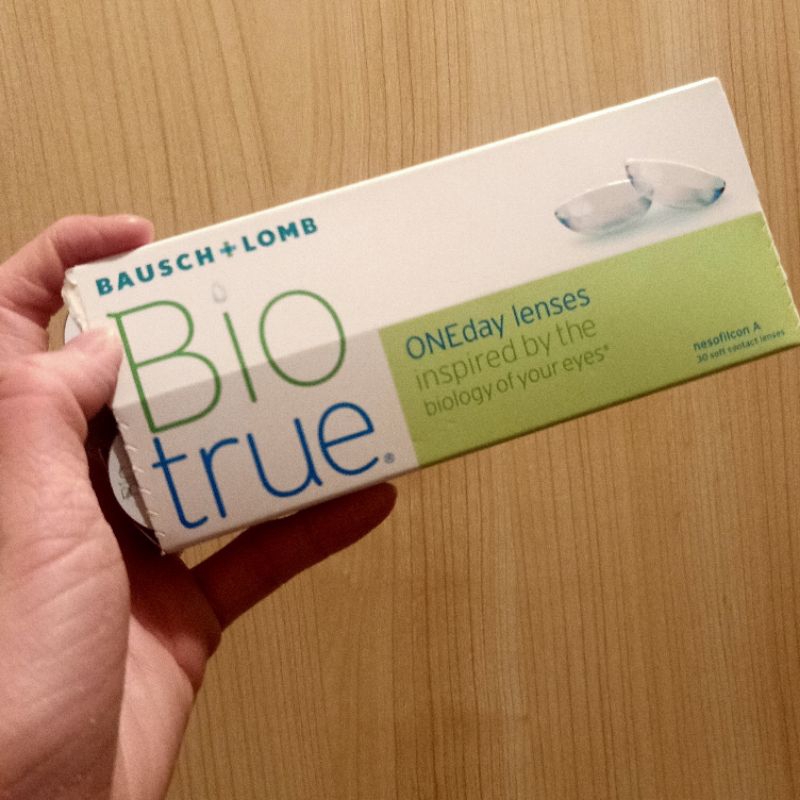 BAUSCH + LOMB
Bio
true®
ONEday lenses
inspired by the
biology of your eyes*
nesofilcon A
30 soft contact lenses